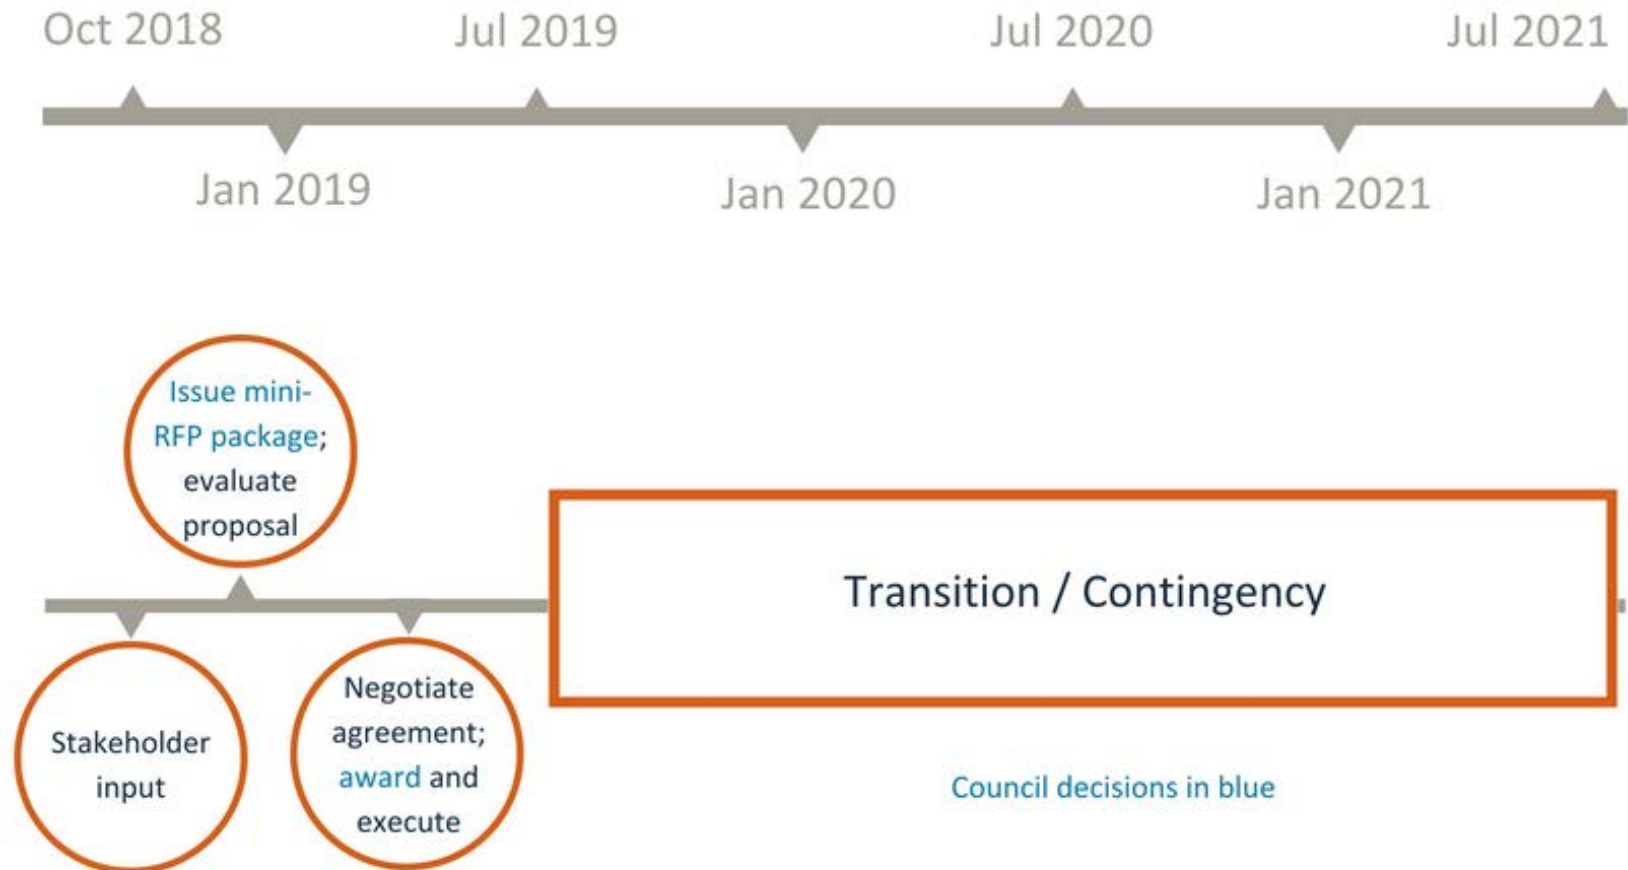 Oct 2018
Jul 2019
Jul 2020
Jul 2021
Jan 2019
Jan 2020
Jan 2021
Issue mini-
RFP package;
evaluate
proposal
Transition / Contingency
Stakeholder
input
Negotiate
agreement;
award and
execute
Council decisions in blue